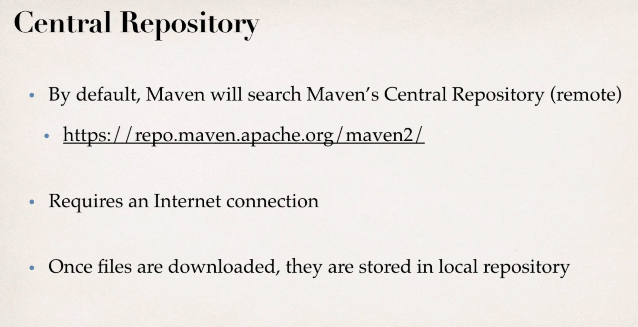 Central Repository
By default, Maven will search Maven’s Central Repository (remote)
https://repo.maven.apache.org/maven2/
Requires an Internet connection
Once files are downloaded, they are stored in local repository